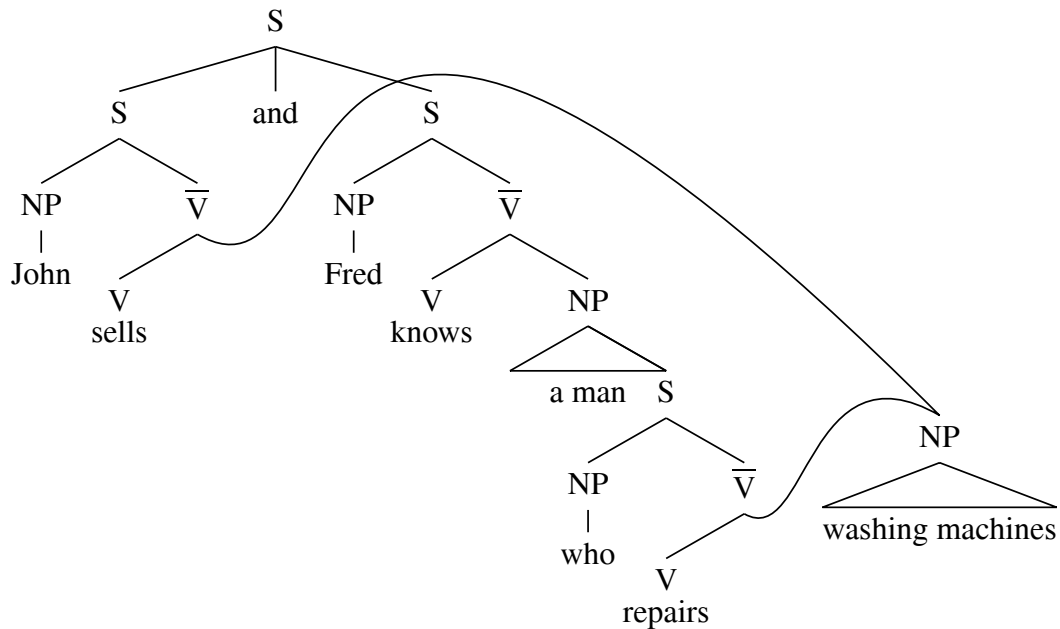 S
S and S
NP V̅ NP V̅
John V Fred V NP
sells knows
a man S
NP
NP V̅
washing machines
who V
repairs